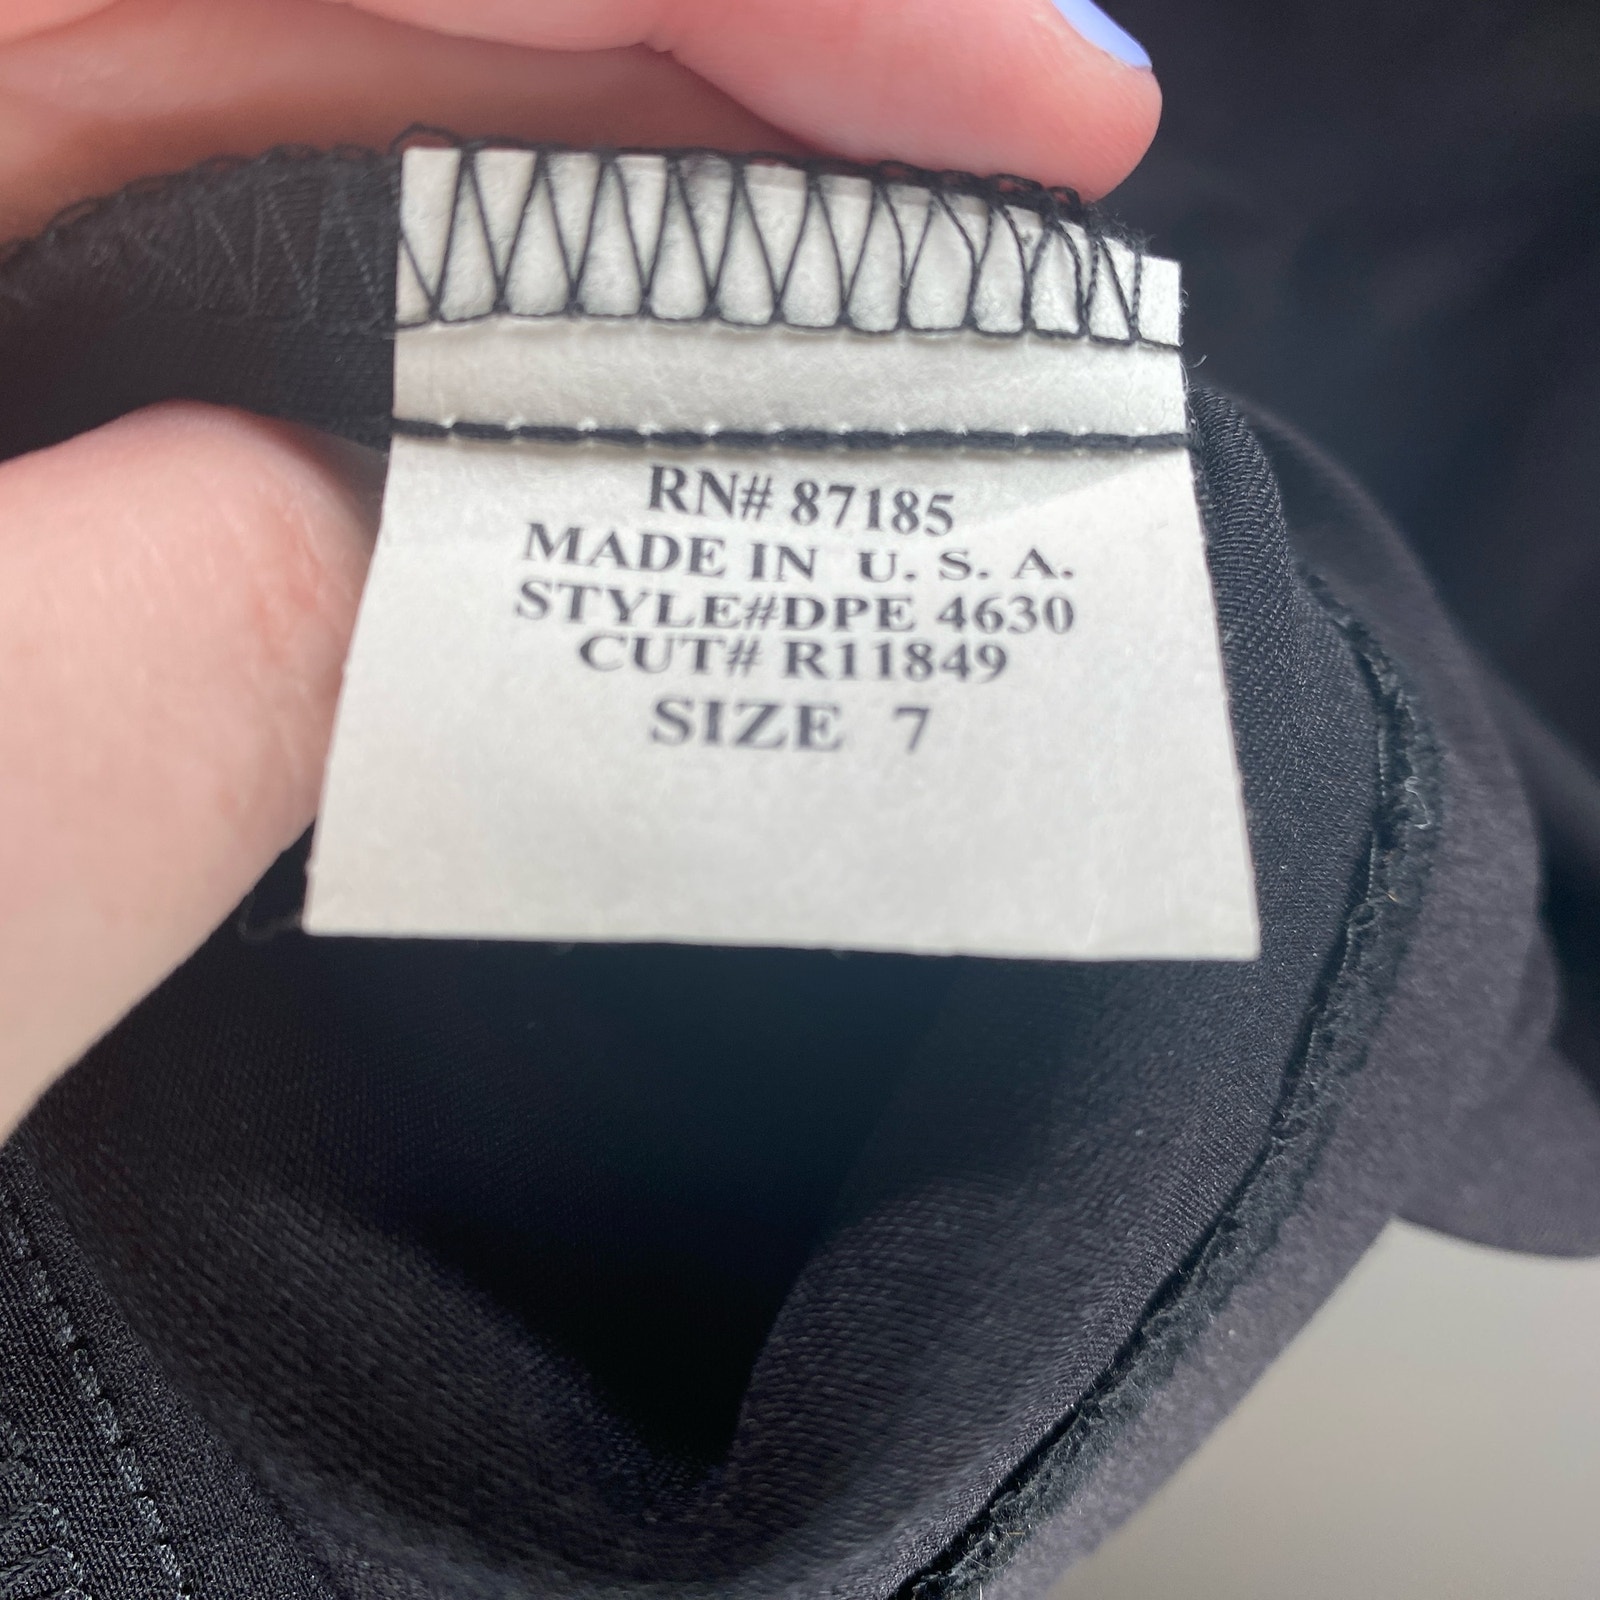 RN# 87185
MADE IN U. S. A.
STYLE#DPE 4630
CUT# R11849
SIZE 7